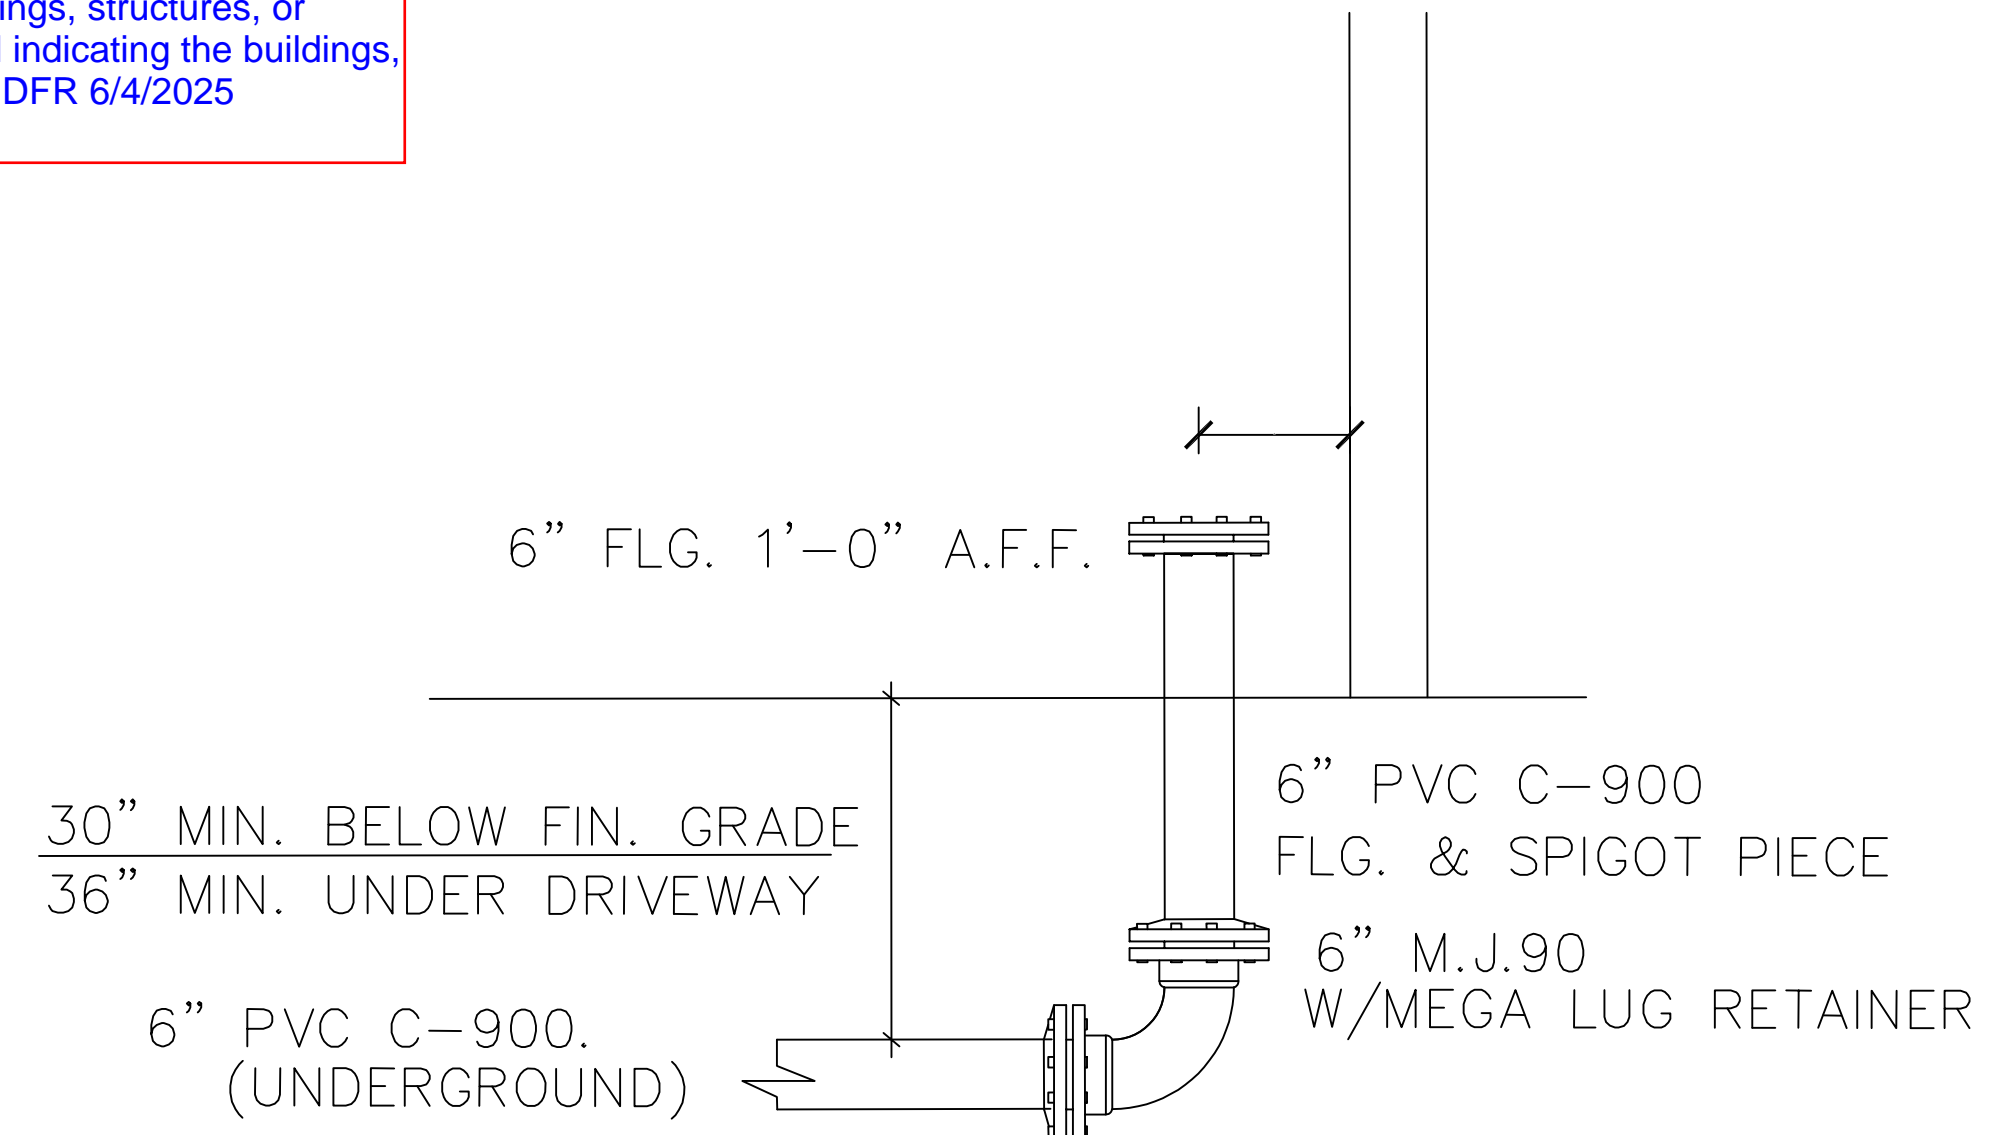 ings, structures, or
indicating the buildings,
DFR 6/4/2025
6” FLG. 1’-0” A.F.F.
30” MIN. BELOW FIN. GRADE
36” MIN. UNDER DRIVEWAY
6” PVC C-900
FLG. & SPIGOT PIECE
6” M.J.90
W/MEGA LUG RETAINER
6” PVC C-900.
(UNDERGROUND)